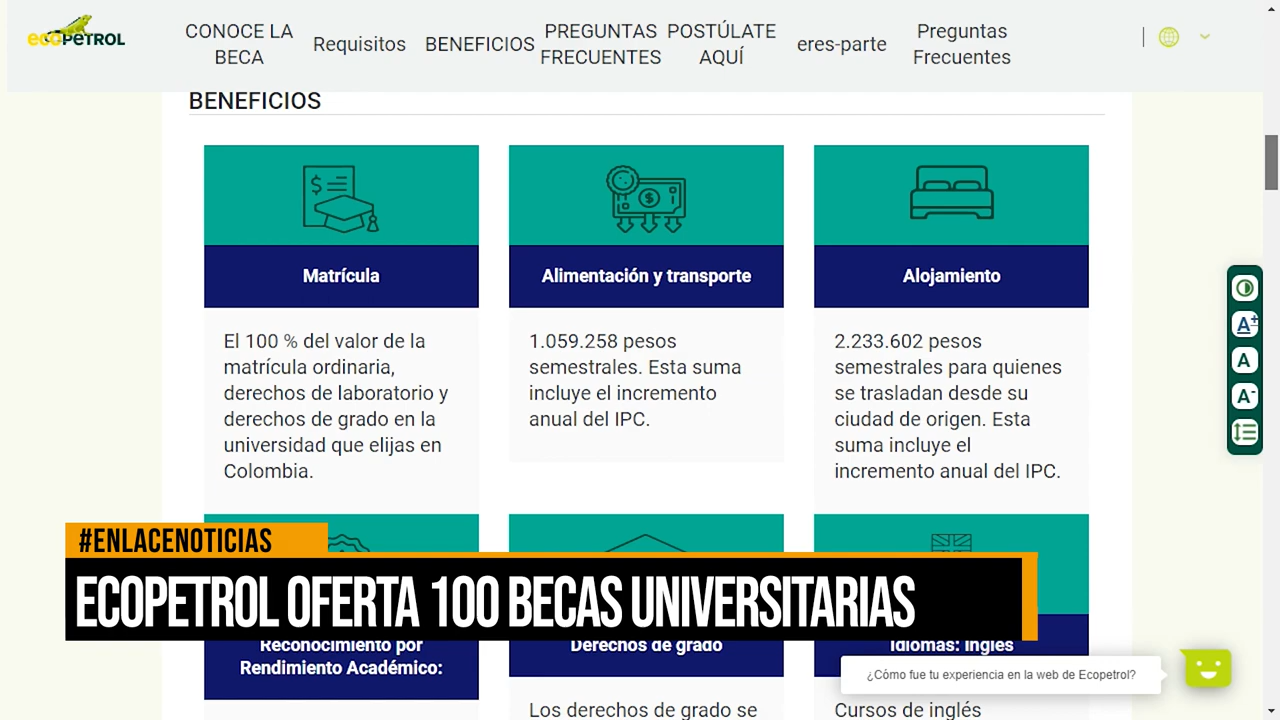 ecoPETROL
CONOCE LA
BECA
Requisitos
BENEFICIOS
PREGUNTAS
FRECUENTES
POSTÚLATE
AQUÍ
eres-parte
Preguntas
Frecuentes
BENEFICIOS
Matrícula
El 100 % del valor de la
matrícula ordinaria,
derechos de laboratorio y
derechos de grado en la
universidad que elijas en
Colombia.
Alimentación y transporte
1.059.258 pesos
semestrales. Esta suma
incluye el incremento
anual del IPC.
Alojamiento
2.233.602 pesos
semestrales para quienes
se trasladan desde su
ciudad de origen. Esta
suma incluye el
incremento anual del IPC.
A+
A
A-
#ENLACENOTICIAS
ECOPETROL OFERTA 100 BECAS UNIVERSITARIAS
Reconocimiento por
Rendimiento Académico:
Derechos de grado
Los derechos de grado se
Idiomas: Inglés
Cursos de inglés
¿Cómo fue tu experiencia en la web de Ecopetrol?